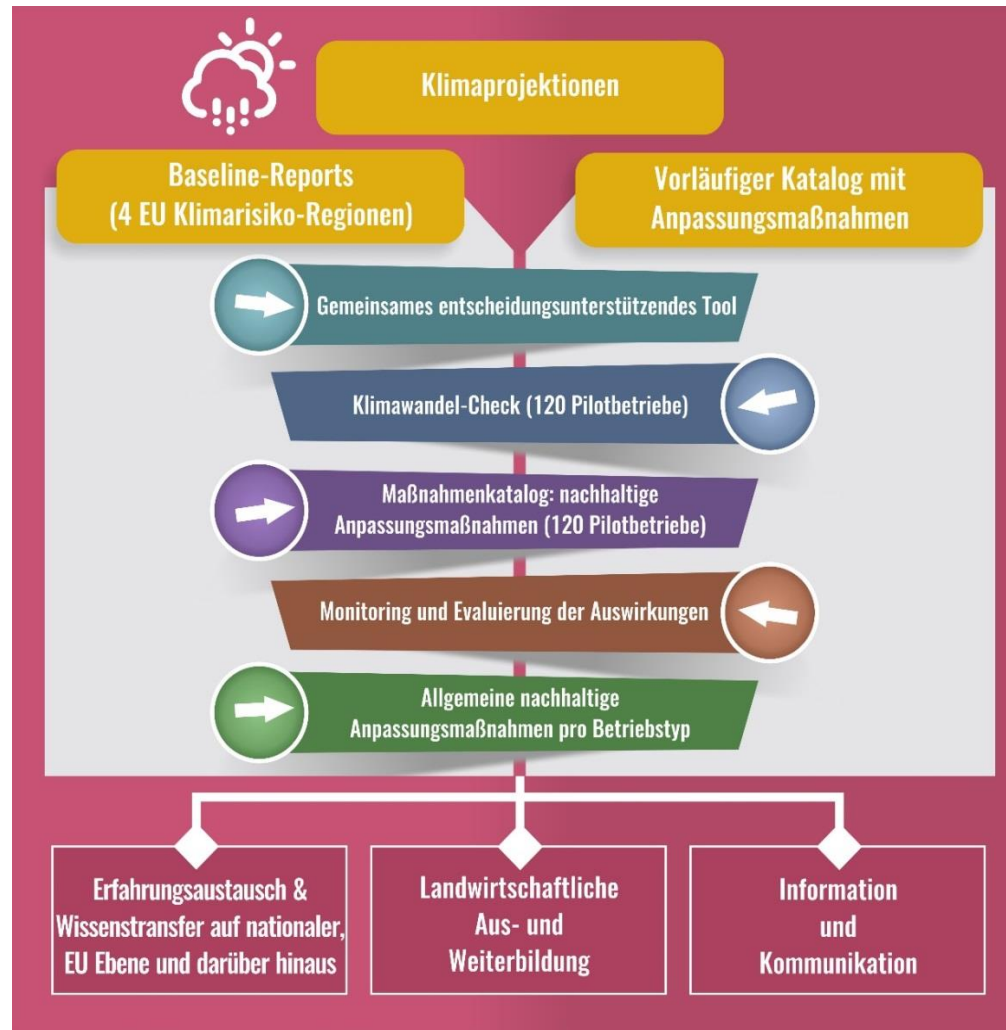 Klimaprojektionen
Baseline-Reports
(4 EU Klimarisiko-Regionen)
Vorläufiger Katalog mit
Anpassungsmaßnahmen
Gemeinsames entscheidungsunterstützendes Tool
Klimawandel-Check (120 Pilotbetriebe)
Maßnahmenkatalog: nachhaltige
Anpassungsmaßnahmen (120 Pilotbetriebe)
Monitoring und Evaluierung der Auswirkungen
Allgemeine nachhaltige
Anpassungsmaßnahmen pro Betriebstyp
Erfahrungsaustausch &
Wissenstransfer auf nationaler,
EU Ebene und darüber hinaus
Landwirtschaftliche
Aus- und
Weiterbildung
Information
und
Kommunikation